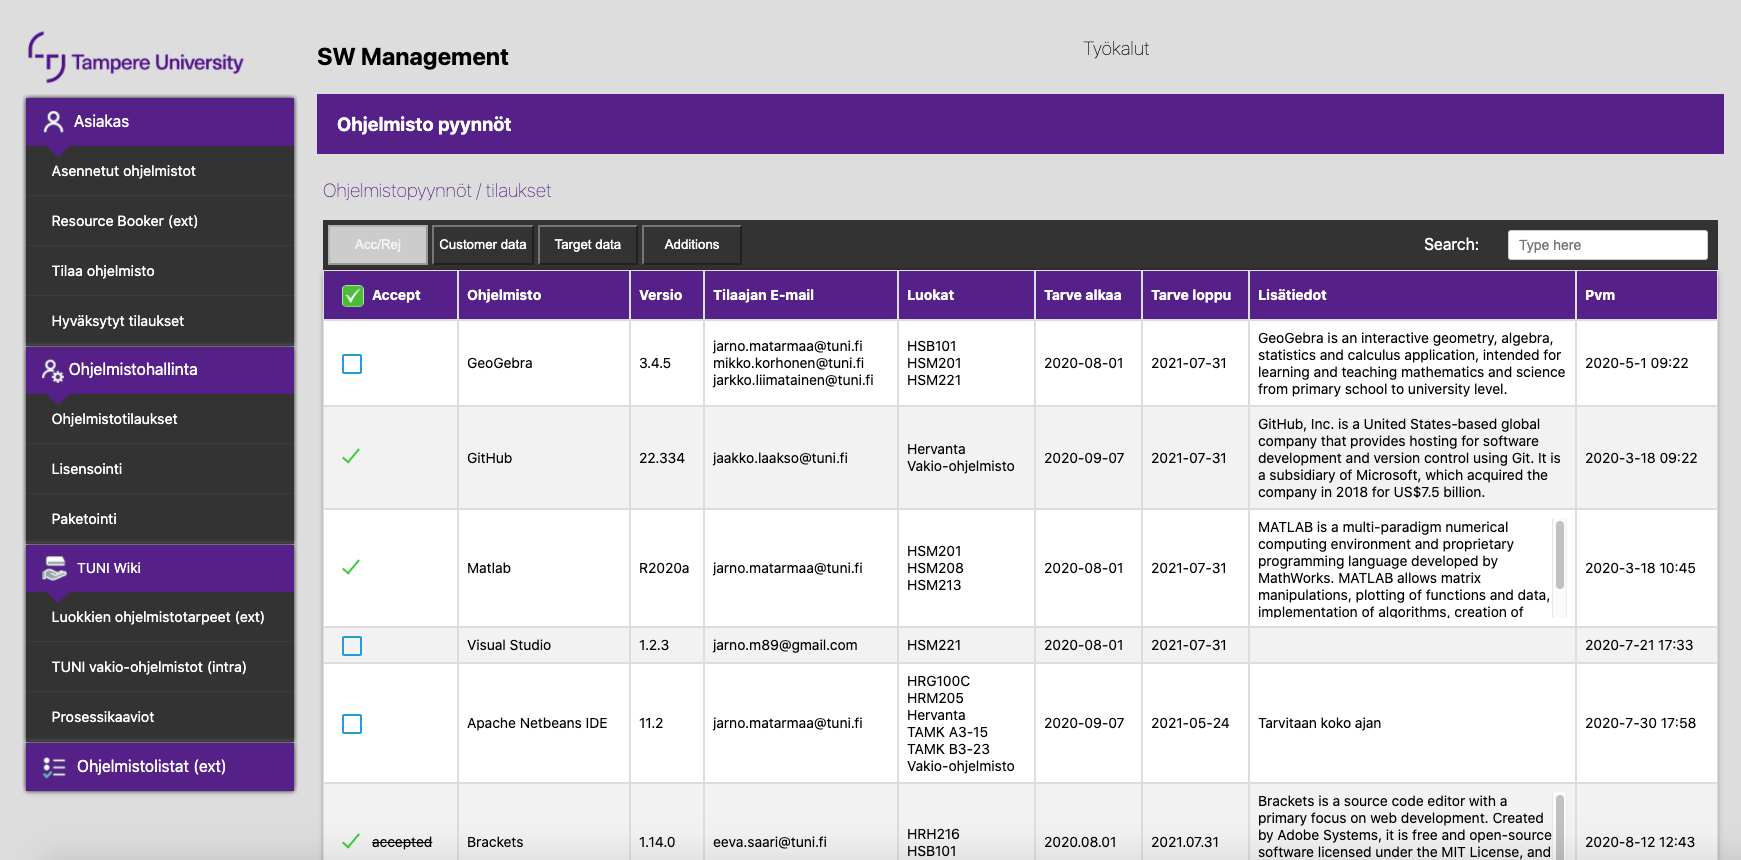 Tampere University
SW Management
Työkalut
Asiakas
Asennetut ohjelmistot
Resource Booker (ext)
Tilaa ohjelmisto
Hyväksytyt tilaukset
Ohjelmistohallinta
Ohjelmistotilaukset
Lisensointi
Paketointi
TUNI Wiki
Luokkien ohjelmistotarpeet (ext)
TUNI vakio-ohjelmistot (intra)
Prosessikaaviot
Ohjelmistolistat (ext)
Ohjelmisto pyynnöt
Ohjelmistopyynnöt / tilaukset
Acc/Rej Customer data Target data Additions Search: Type here
Accept Ohjelmisto Versio Tilaajan E-mail Luokat Tarve alkaa Tarve loppu Lisätiedot Pvm
GeoGebra
3.4.5
jarno.matarmaa@tuni.fi
mikko.korhonen@tuni.fi
jarkko.liimatainen@tuni.fi
HSB101
HSM201
HSM221
2020-08-01
2021-07-31
GeoGebra is an interactive geometry, algebra,
statistics and calculus application, intended for
learning and teaching mathematics and science
from primary school to university level.
2020-5-1 09:22
GitHub
22.334
jaakko.laakso@tuni.fi
Hervanta
Vakio-ohjelmisto
2020-09-07
2021-07-31
GitHub, Inc. is a United States-based global
company that provides hosting for software
development and version control using Git. It is
a subsidiary of Microsoft, which acquired the
company in 2018 for US$7.5 billion.
2020-3-18 09:22
Matlab
R2020a
jarno.matarmaa@tuni.fi
HSM201
HSM208
HSM213
2020-08-01
2021-07-31
MATLAB is a multi-paradigm numerical
computing environment and proprietary
programming language developed by
MathWorks. MATLAB allows matrix
manipulations, plotting of functions and data,
implementation of algorithms, creation of
2020-3-18 10:45
Visual Studio
1.2.3
jarno.m89@gmail.com
HSM221
2020-08-01
2021-07-31
2020-7-21 17:33
Apache Netbeans IDE
11.2
jarno.matarmaa@tuni.fi
HRG100C
HRM205
Hervanta
TAMK A3-15
TAMK B3-23
Vakio-ohjelmisto
2020-09-07
2021-05-24
Tarvitaan koko ajan
2020-7-30 17:58
accepted
Brackets
1.14.0
eeva.saari@tuni.fi
HRH216
HSB101
2020.08.01
2021.07.31
Brackets is a source code editor with a
primary focus on web development. Created
by Adobe Systems, it is free and open-source
software licensed under the MIT License, and
2020-8-12 12:43